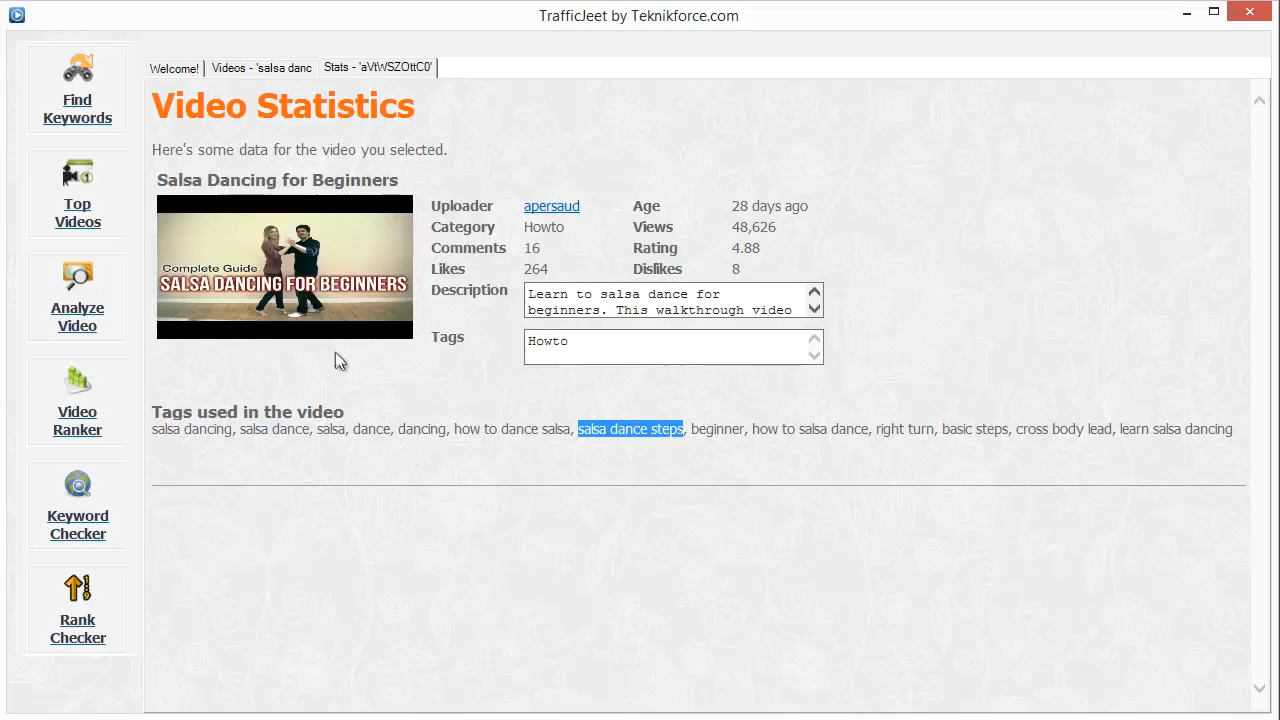 TrafficJeet by Teknikforce.com
Find
Keywords
Top
Videos
Analyze
Video
Video
Ranker
Keyword
Checker
Rank
Checker
Welcome!
Videos - 'salsa danc
Stats - 'aVtWSZOttC0'
Video Statistics
Here's some data for the video you selected.
Salsa Dancing for Beginners
Complete Guide
SALSA DANCING FOR BEGINNERS
Uploader apersaud Age 28 days ago
Category Howto Views 48,626
Comments 16 Rating 4.88
Likes 264 Dislikes 8
Description Learn to salsa dance for
beginners. This walkthrough video
Tags Howto
Tags used in the video
salsa dancing, salsa dance, salsa, dance, dancing, how to dance salsa, salsa dance steps, beginner, how to salsa dance, right turn, basic steps, cross body lead, learn salsa dancing